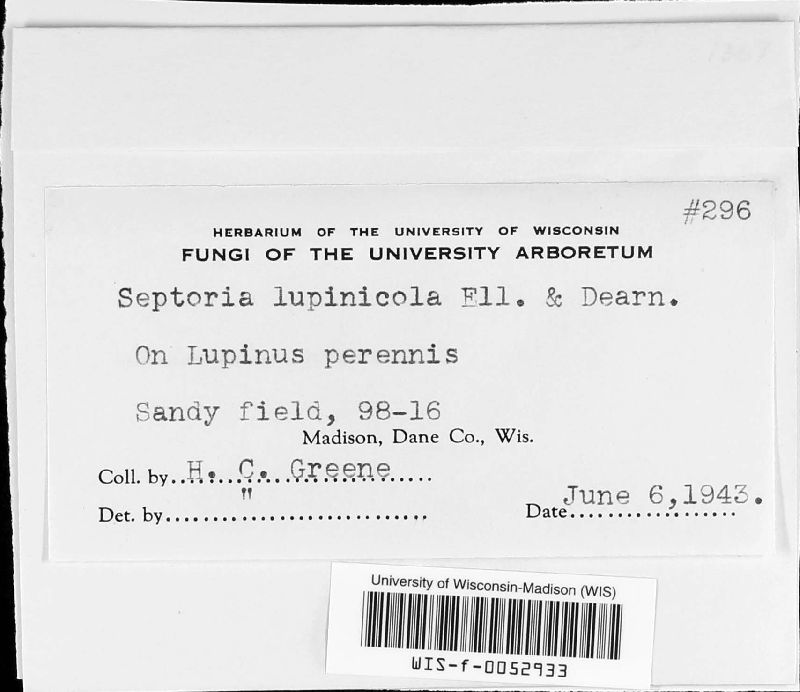 #296
HERBARIUM OF THE UNIVERSITY OF WISCONSIN
FUNGI OF THE UNIVERSITY ARBORETUM
Septoria lupinicola Ell. & Dearn.
On Lupinus perennis
Sandy field, 98-16
Madison, Dane Co., Wis.
Coll. by..H. C. Greene......
"
Det. by............................
Date June 6,1943.
University of Wisconsin-Madison (WIS)
WIS-f-0052933